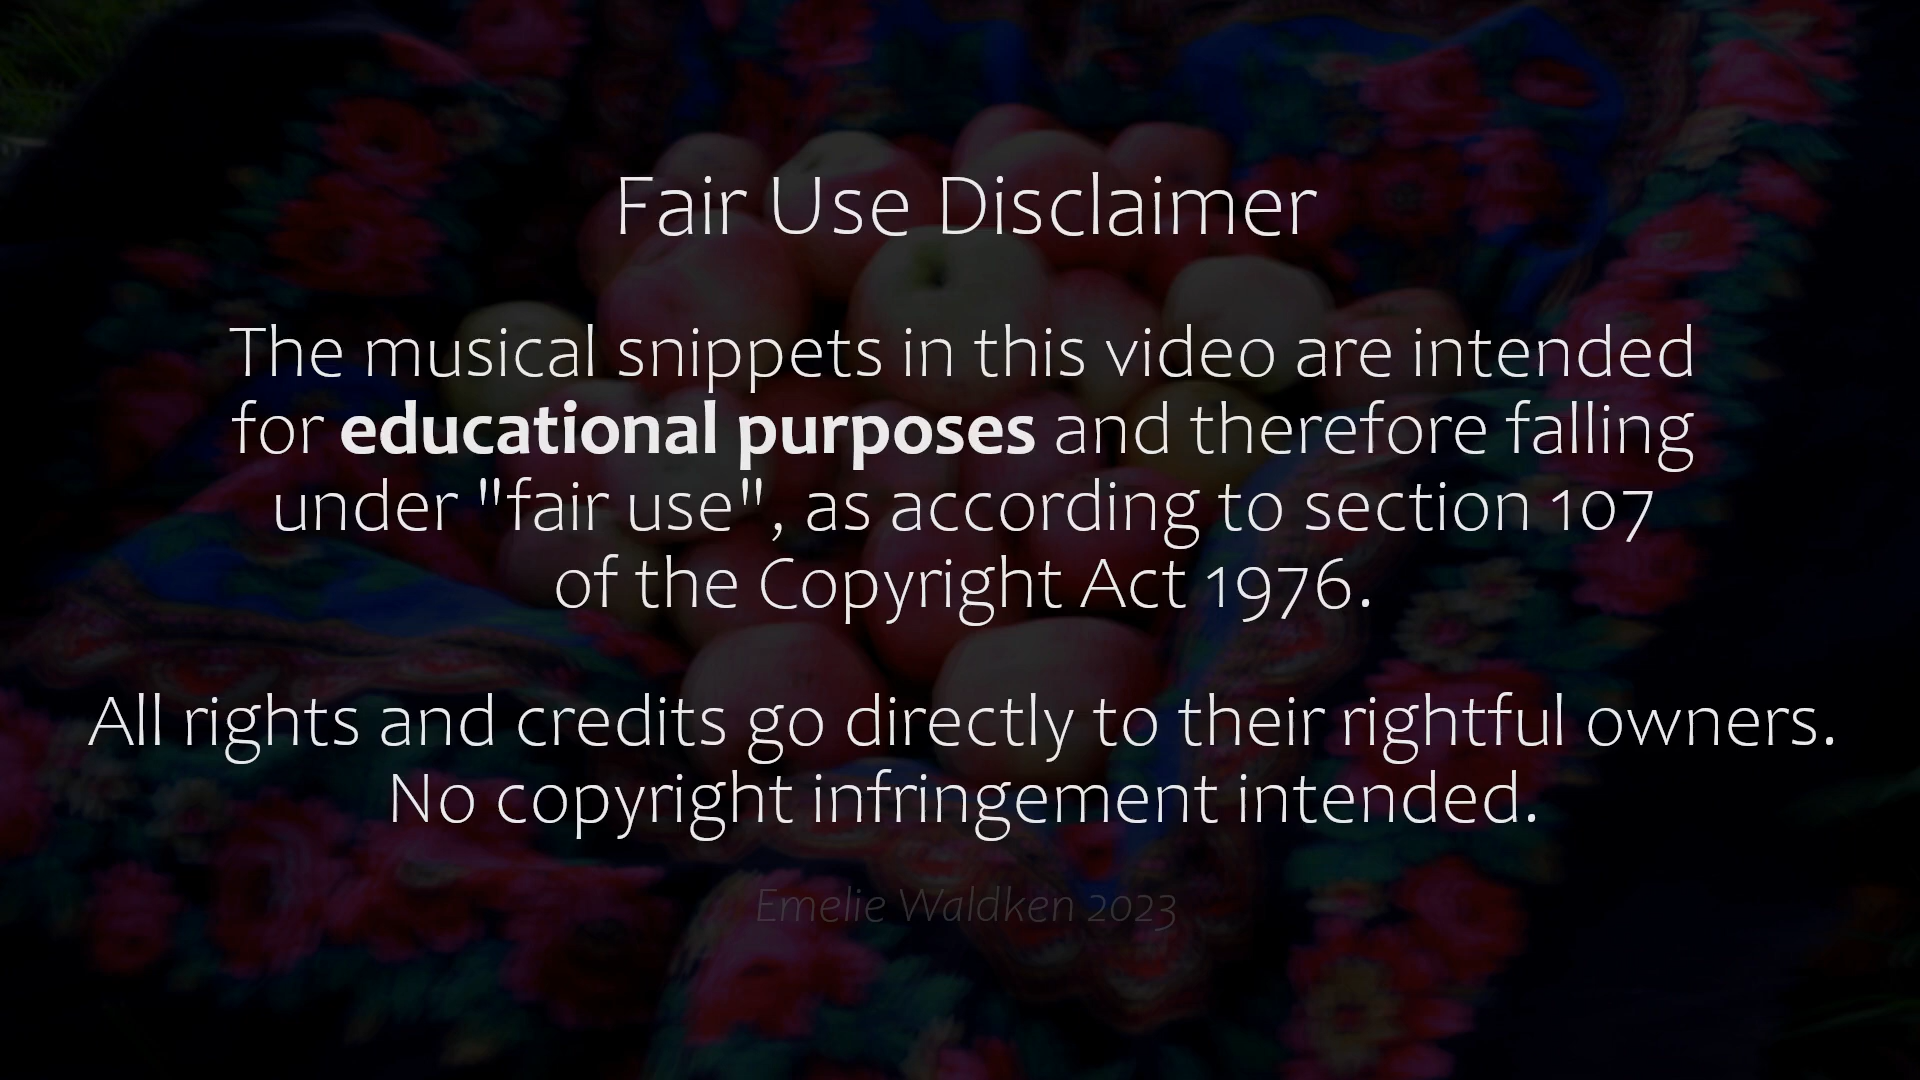 Fair Use Disclaimer
The musical snippets in this video are intended
for educational purposes and therefore falling
under "fair use", as according to section 107
of the Copyright Act 1976.
All rights and credits go directly to their rightful owners.
No copyright infringement intended.
Emelie Waldken 2023